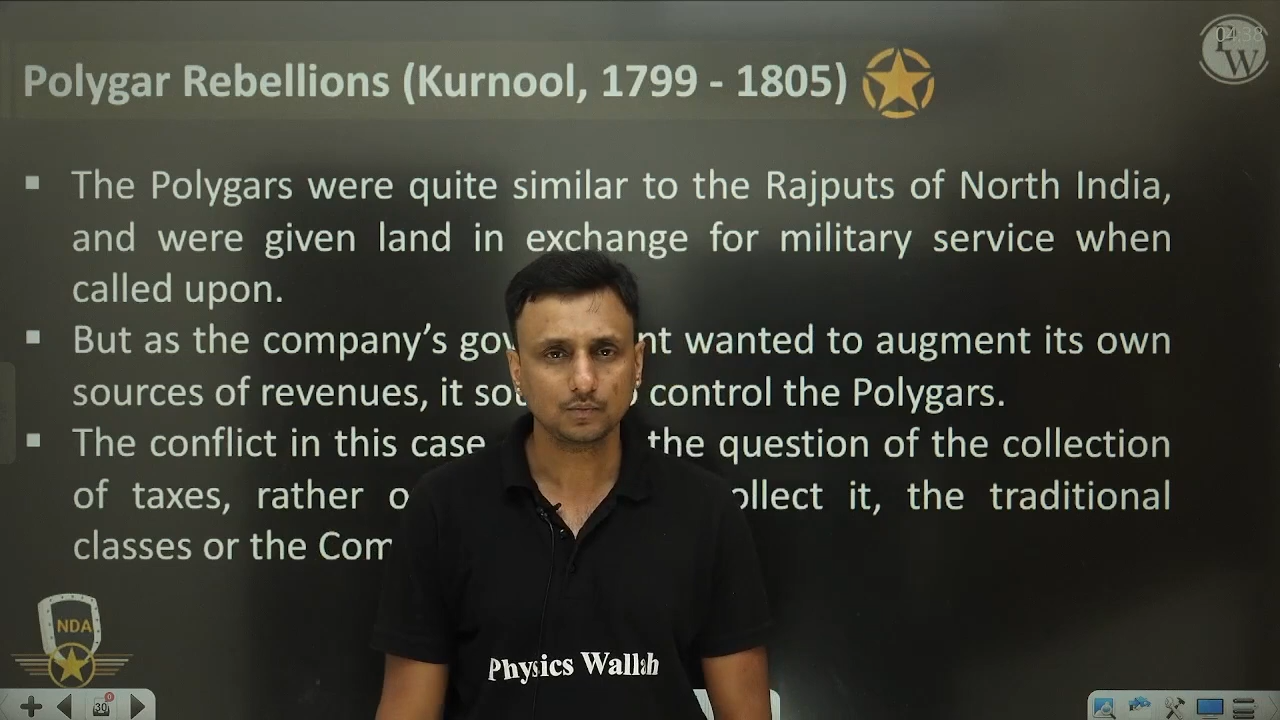 Polygar Rebellions (Kurnool, 1799 - 1805)
The Polygars were quite similar to the Rajputs of North India,
and were given land in exchange for military service when
called upon.
But as the company's gov nt wanted to augment its own
sources of revenues, it so control the Polygars.
The conflict in this case the question of the collection
of taxes, rather o ollect it, the traditional
classes or the Com
Physics Wallah
NDA
PW
30